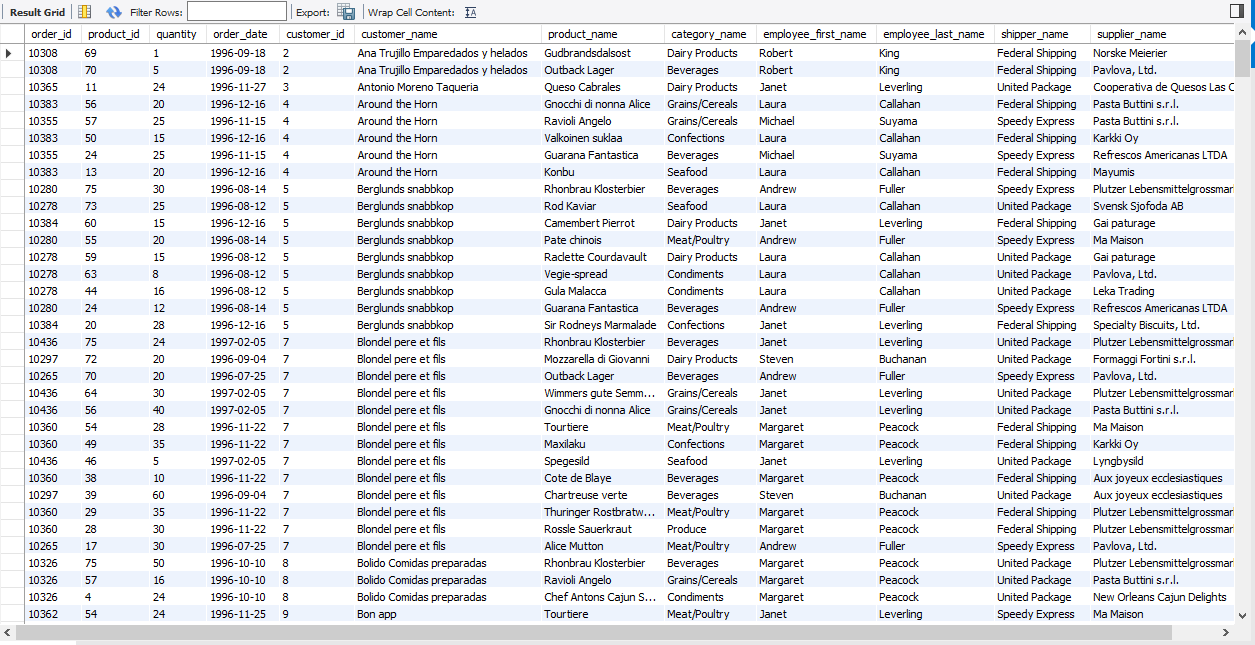 Result Grid Filter Rows: Export: Wrap Cell Content:
order_id product_id quantity order_date customer_id customer_name product_name category_name employee_first_name employee_last_name shipper_name supplier_name
10308 69 1 1996-09-18 2 Ana Trujillo Emparedados y helados Gudbrandsdalsost Dairy Products Robert King Federal Shipping Norske Meierier
10308 70 5 1996-09-18 2 Ana Trujillo Emparedados y helados Outback Lager Beverages Robert King Federal Shipping Pavlova, Ltd.
10365 11 24 1996-11-27 3 Antonio Moreno Taqueria Queso Cabrales Dairy Products Janet Leverling United Package Cooperativa de Quesos Las C
10383 56 20 1996-12-16 4 Around the Horn Gnocchi di nonna Alice Grains/Cereals Laura Callahan Federal Shipping Pasta Buttini s.r.l.
10355 57 25 1996-11-15 4 Around the Horn Ravioli Angelo Grains/Cereals Michael Suyama Speedy Express Pasta Buttini s.r.l.
10383 50 15 1996-12-16 4 Around the Horn Valkoinen suklaa Confections Laura Callahan Federal Shipping Karkki Oy
10355 24 25 1996-11-15 4 Around the Horn Guarana Fantastica Beverages Michael Suyama Speedy Express Refrescos Americanas LTDA
10383 13 20 1996-12-16 4 Around the Horn Konbu Seafood Laura Callahan Federal Shipping Mayumis
10280 75 30 1996-08-14 5 Berglunds snabbkop Rhonbrau Klosterbier Beverages Andrew Fuller Speedy Express Plutzer Lebensmittelgrossmar
10278 73 25 1996-08-12 5 Berglunds snabbkop Rod Kaviar Seafood Laura Callahan United Package Svensk Sjofoda AB
10384 60 15 1996-12-16 5 Berglunds snabbkop Camembert Pierrot Dairy Products Janet Leverling Federal Shipping Gai paturage
10280 55 20 1996-08-14 5 Berglunds snabbkop Pate chinois Meat/Poultry Andrew Fuller Speedy Express Ma Maison
10278 59 15 1996-08-12 5 Berglunds snabbkop Raclette Courdavault Dairy Products Laura Callahan United Package Gai paturage
10278 63 8 1996-08-12 5 Berglunds snabbkop Vegie-spread Condiments Laura Callahan United Package Pavlova, Ltd.
10278 44 16 1996-08-12 5 Berglunds snabbkop Gula Malacca Condiments Laura Callahan United Package Leka Trading
10280 24 12 1996-08-14 5 Berglunds snabbkop Guarana Fantastica Beverages Andrew Fuller Speedy Express Refrescos Americanas LTDA
10384 20 28 1996-12-16 5 Berglunds snabbkop Sir Rodneys Marmalade Confections Janet Leverling Federal Shipping Specialty Biscuits, Ltd.
10436 75 24 1997-02-05 7 Blondel pere et fils Rhonbrau Klosterbier Beverages Janet Leverling United Package Plutzer Lebensmittelgrossmar
10297 72 20 1996-09-04 7 Blondel pere et fils Mozzarella di Giovanni Dairy Products Steven Buchanan United Package Formaggi Fortini s.r.l.
10265 70 20 1996-07-25 7 Blondel pere et fils Outback Lager Beverages Andrew Fuller Speedy Express Pavlova, Ltd.
10436 64 30 1997-02-05 7 Blondel pere et fils Wimmers gute Semm... Grains/Cereals Janet Leverling United Package Plutzer Lebensmittelgrossmar
10436 56 40 1997-02-05 7 Blondel pere et fils Gnocchi di nonna Alice Grains/Cereals Janet Leverling United Package Pasta Buttini s.r.l.
10360 54 28 1996-11-22 7 Blondel pere et fils Tourtiere Meat/Poultry Margaret Peacock Federal Shipping Ma Maison
10360 49 35 1996-11-22 7 Blondel pere et fils Maxilaku Confections Margaret Peacock Federal Shipping Karkki Oy
10436 46 5 1997-02-05 7 Blondel pere et fils Spegesild Seafood Janet Leverling United Package Lyngbysild
10360 38 10 1996-11-22 7 Blondel pere et fils Cote de Blaye Beverages Margaret Peacock Federal Shipping Aux joyeux ecclesiastiques
10297 39 60 1996-09-04 7 Blondel pere et fils Chartreuse verte Beverages Steven Buchanan United Package Aux joyeux ecclesiastiques
10360 29 35 1996-11-22 7 Blondel pere et fils Thuringer Rostbratw... Meat/Poultry Margaret Peacock Federal Shipping Plutzer Lebensmittelgrossmar
10360 28 30 1996-11-22 7 Blondel pere et fils Rossle Sauerkraut Produce Margaret Peacock Federal Shipping Plutzer Lebensmittelgrossmar
10265 17 30 1996-07-25 7 Blondel pere et fils Alice Mutton Meat/Poultry Andrew Fuller Speedy Express Pavlova, Ltd.
10326 75 50 1996-10-10 8 Bolido Comidas preparadas Rhonbrau Klosterbier Beverages Margaret Peacock United Package Plutzer Lebensmittelgrossmar
10326 57 16 1996-10-10 8 Bolido Comidas preparadas Ravioli Angelo Grains/Cereals Margaret Peacock United Package Pasta Buttini s.r.l.
10326 4 24 1996-10-10 8 Bolido Comidas preparadas Chef Antons Cajun S... Condiments Margaret Peacock United Package New Orleans Cajun Delights
10362 54 24 1996-11-25 9 Bon app Tourtiere Meat/Poultry Janet Leverling Speedy Express Ma Maison